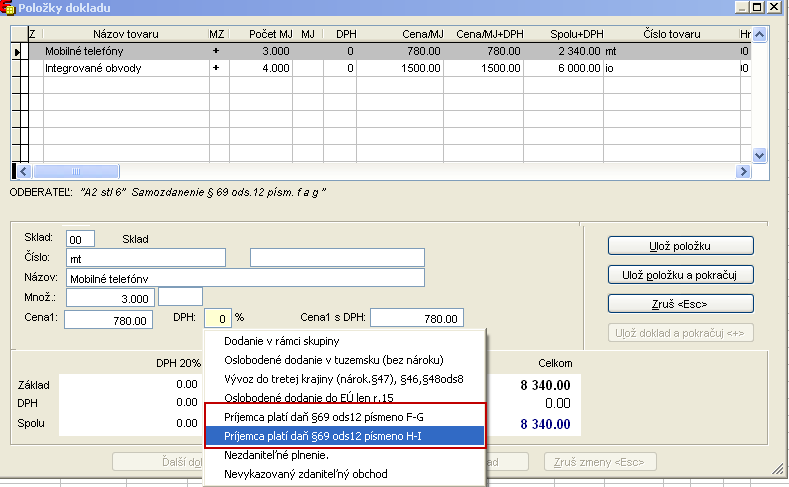 Položky dokladu
Z Názov tovaru MZ Počet MJ MJ DPH Cena/MJ Cena/MJ+DPH Spolu+DPH Číslo tovaru Hr
Mobilné telefóny + 3.000 0 780.00 780.00 2 340.00 mt
Integrované obvody + 4.000 0 1500.00 1500.00 6 000.00 io
ODBERATEĽ: "A2 stl 6" Samozdanenie § 69 ods.12 písm. f a g "
Sklad: 00 Sklad
Číslo: mt
Názov: Mobilné telefóny
Množ.: 3.000
Cena1: 780.00 DPH: 0 % Cena1 s DPH: 780.00
Ulož položku
Ulož položku a pokračuj
Zruš <Esc>
Ulož doklad a pokračuj <+>
Dodanie v rámci skupiny
Oslobodené dodanie v tuzemsku (bez nároku)
Vývoz do tretej krajiny (nárok.§47), §46,§48ods8
Oslobodené dodanie do EÚ len r.15
Príjemca platí daň §69 ods12 písmeno F-G
Príjemca platí daň §69 ods12 písmeno H-I
Nezdaniteľné plnenie.
Nevykazovaný zdaniteľný obchod
DPH 20% Celkom
Základ 0.00 8 340.00
DPH 0.00 0.00
Spolu 0.00 8 340.00
Zruš zmeny <Esc>